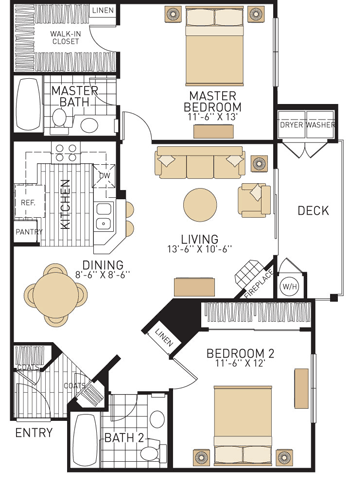 LINEN
WALK-IN
CLOSET
MASTER
BATH
MASTER
BEDROOM
11'-6" X 13'
DRYER
WASHER
KITCHEN
DW
REF.
PANTRY
DECK
LIVING
13'-6" X 10'-6"
DINING
8'-6" X 8'-6"
FIREPLACE
W/H
LINEN
BEDROOM 2
11'-6" X 12'
COATS
COATS
ENTRY
BATH 2